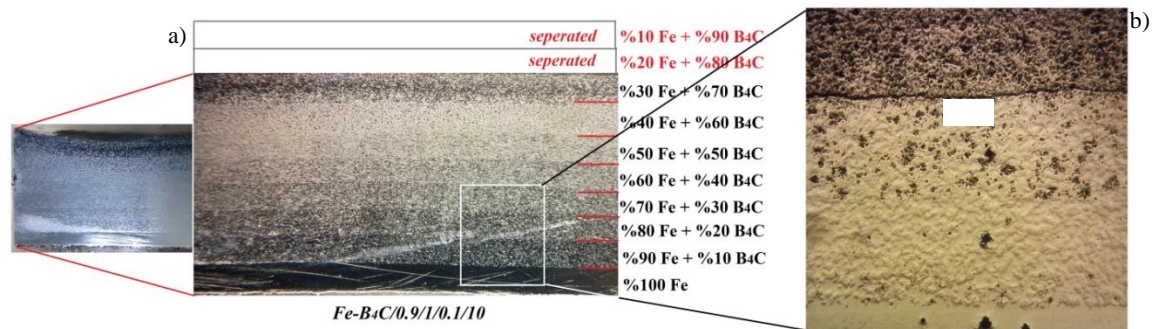 a)
seperated %10 Fe + %90 B4C
seperated %20 Fe + %80 B4C
%30 Fe + %70 B4C
%40 Fe + %60 B4C
%50 Fe + %50 B4C
%60 Fe + %40 B4C
%70 Fe + %30 B4C
%80 Fe + %20 B4C
%90 Fe + %10 B4C
%100 Fe
Fe-B4C/0.9/1/0.1/10
b)